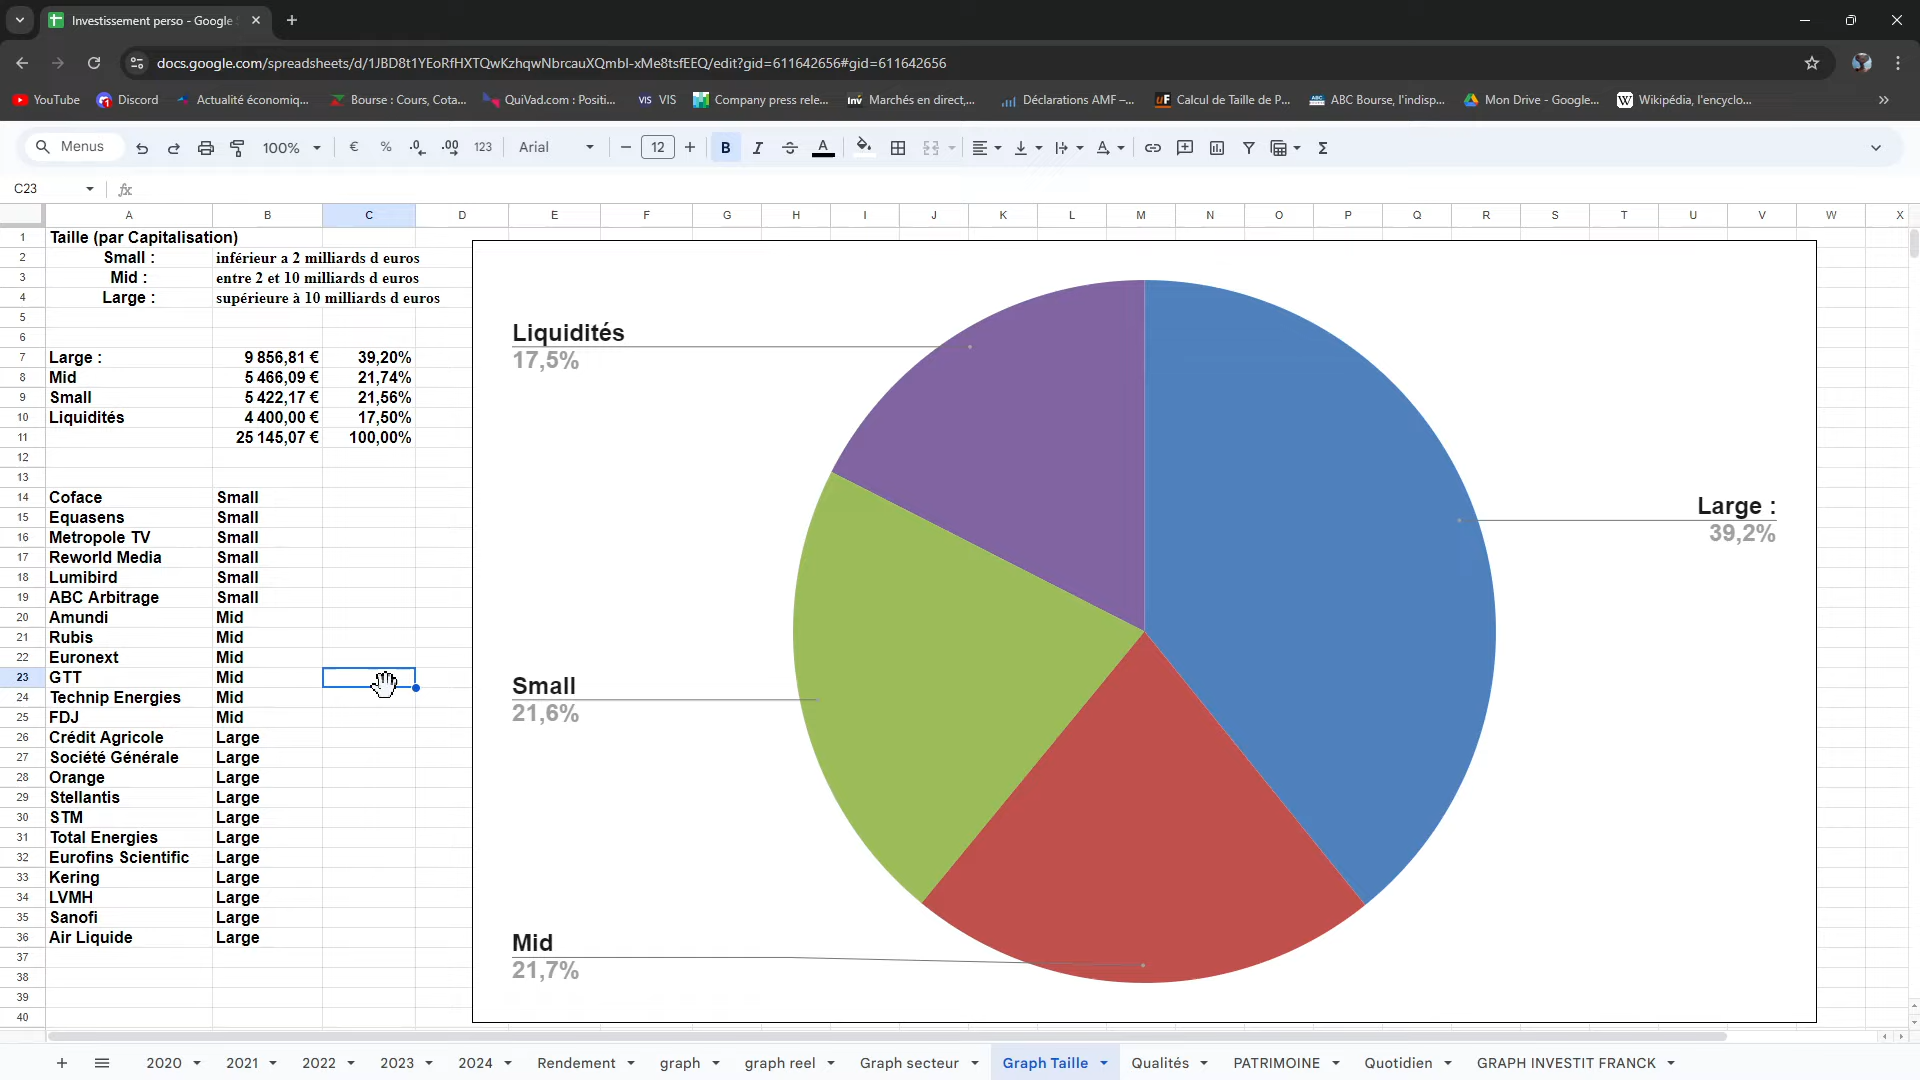 Investissement perso - Google
docs.google.com/spreadsheets/d/1JBD8t1YEoRfHXTQwKzhqwNbrcauXQmbl-xMe8tsfEEQ/edit?gid=611642656#gid=611642656
YouTube Discord Actualité économiq... Bourse : Cours, Cota... QuiVad.com : Positi... VIS VIS Company press rele... Inv Marchés en direct,... Déclarations AMF –... uF Calcul de Taille de P... ABC Bourse, l'indisp... Mon Drive - Google... W Wikipédia, l'encyclo... »
Menus 100% € % .0 .00 123 Arial − 12 + B I A Σ
C23 fx
A B C D E F G H I J K L M N O P Q R S T U V W X
1 Taille (par Capitalisation)
2 Small : inférieur a 2 milliards d euros
3 Mid : entre 2 et 10 milliards d euros
4 Large : supérieure à 10 milliards d euros
5
6
7 Large : 9 856,81 € 39,20%
8 Mid 5 466,09 € 21,74%
9 Small 5 422,17 € 21,56%
10 Liquidités 4 400,00 € 17,50%
11 25 145,07 € 100,00%
12
13
14 Coface Small
15 Equasens Small
16 Metropole TV Small
17 Reworld Media Small
18 Lumibird Small
19 ABC Arbitrage Small
20 Amundi Mid
21 Rubis Mid
22 Euronext Mid
23 GTT Mid
24 Technip Energies Mid
25 FDJ Mid
26 Crédit Agricole Large
27 Société Générale Large
28 Orange Large
29 Stellantis Large
30 STM Large
31 Total Energies Large
32 Eurofins Scientific Large
33 Kering Large
34 LVMH Large
35 Sanofi Large
36 Air Liquide Large
37
38
39
40
Liquidités
17,5%
Large :
39,2%
Small
21,6%
Mid
21,7%
2020 2021 2022 2023 2024 Rendement graph graph reel Graph secteur Graph Taille Qualités PATRIMOINE Quotidien GRAPH INVESTIT FRANCK